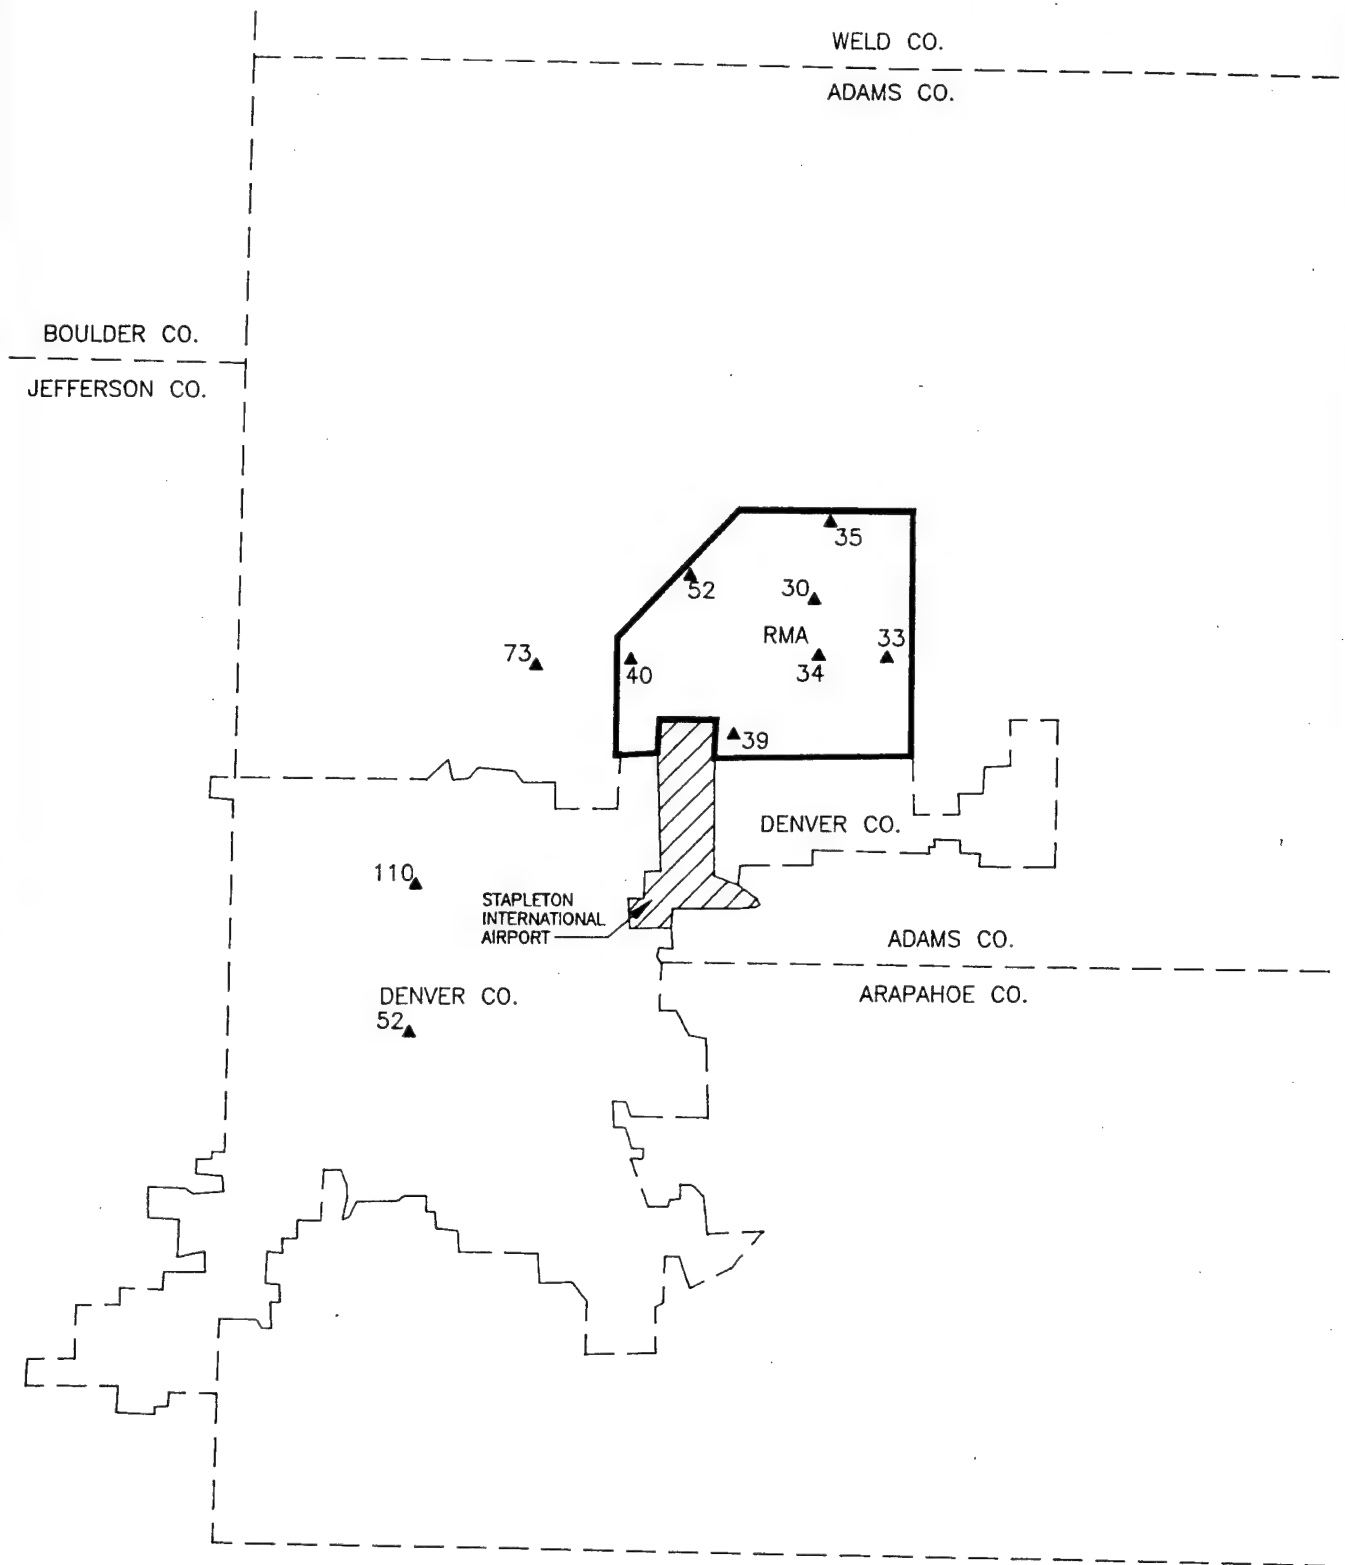 WELD CO.
ADAMS CO.
BOULDER CO.
JEFFERSON CO.
35
52
30
RMA
33
73
40
34
39
DENVER CO.
110
STAPLETON
INTERNATIONAL
AIRPORT
ADAMS CO.
DENVER CO.
ARAPAHOE CO.
52